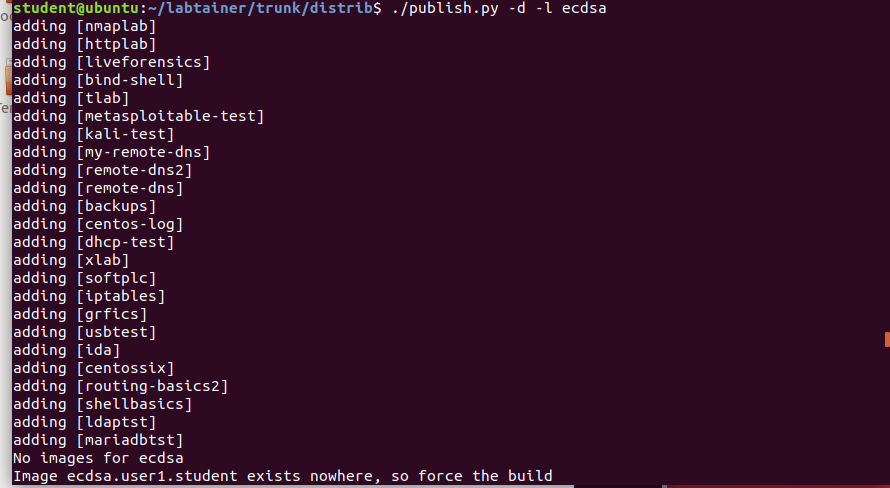 student@ubuntu:~/labtainer/trunk/distrib$ ./publish.py -d -l ecdsa
adding [nmaplab]
adding [httplab]
adding [liveforensics]
adding [bind-shell]
adding [tlab]
adding [metasploitable-test]
adding [kali-test]
adding [my-remote-dns]
adding [remote-dns2]
adding [remote-dns]
adding [backups]
adding [centos-log]
adding [dhcp-test]
adding [xlab]
adding [softplc]
adding [iptables]
adding [grfics]
adding [usbtest]
adding [ida]
adding [centossix]
adding [routing-basics2]
adding [shellbasics]
adding [ldaptst]
adding [mariadbtst]
No images for ecdsa
Image ecdsa.user1.student exists nowhere, so force the build